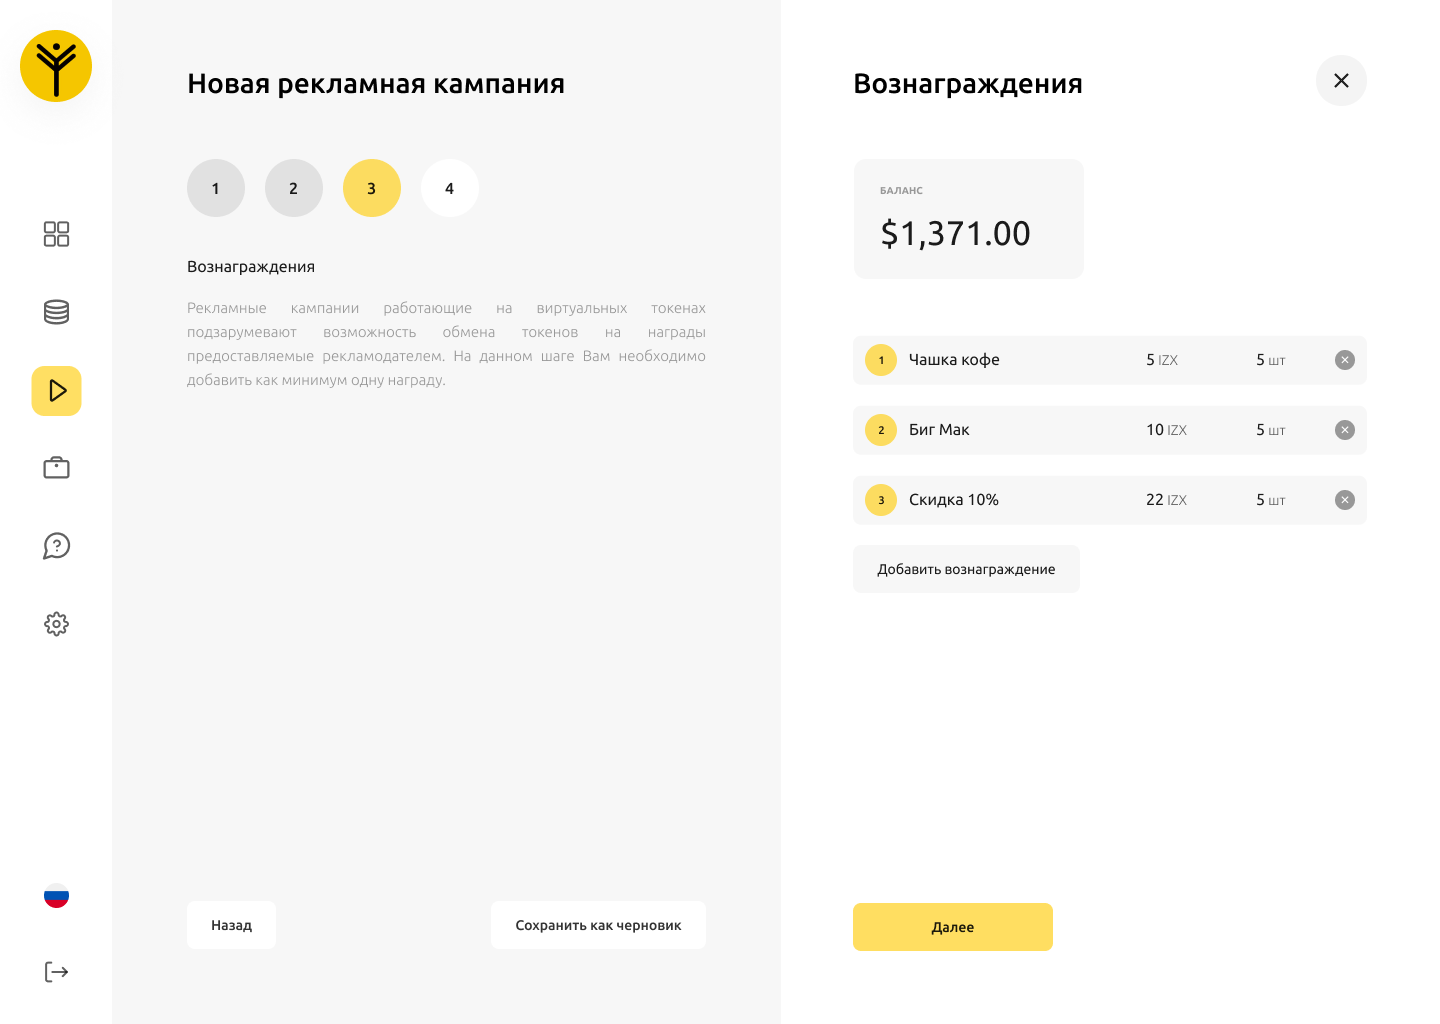 Новая рекламная кампания
1 2 3 4
Вознаграждения
Рекламные кампании работающие на виртуальных токенах
подзарумевают возможность обмена токенов на награды
предоставляемые рекламодателем. На данном шаге Вам необходимо
добавить как минимум одну награду.
Назад
Сохранить как черновик
Вознаграждения
БАЛАНС
$1,371.00
1 Чашка кофе 5 IZX 5 шт
2 Биг Мак 10 IZX 5 шт
3 Скидка 10% 22 IZX 5 шт
Добавить вознаграждение
Далее